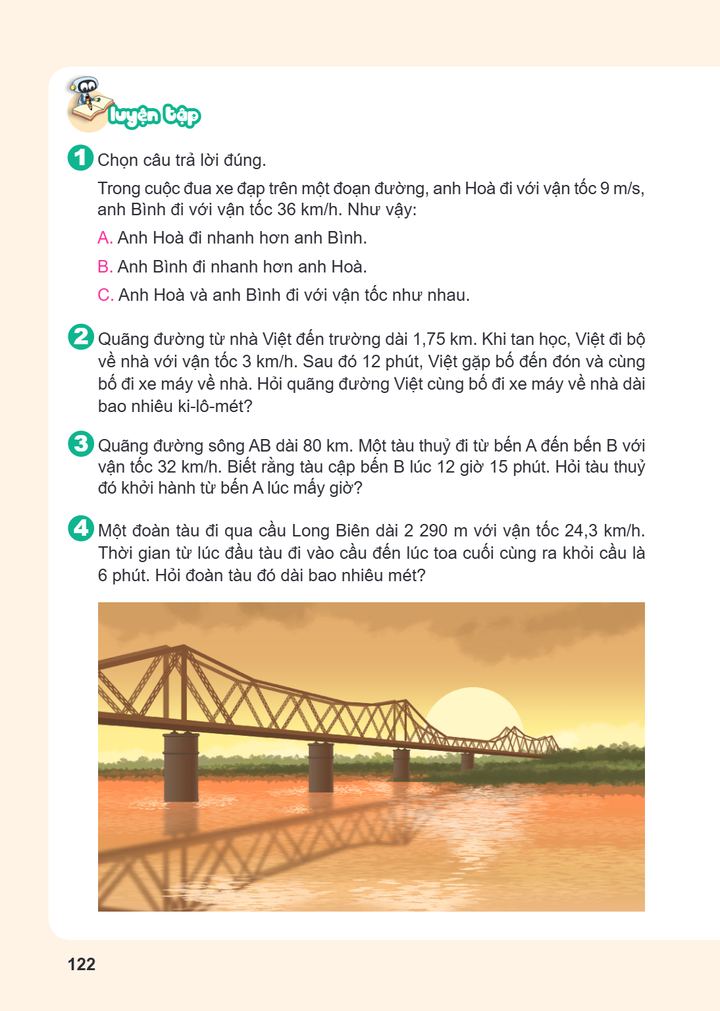 luyện tập
1 Chọn câu trả lời đúng.
Trong cuộc đua xe đạp trên một đoạn đường, anh Hoà đi với vận tốc 9 m/s,
anh Bình đi với vận tốc 36 km/h. Như vậy:
A. Anh Hoà đi nhanh hơn anh Bình.
B. Anh Bình đi nhanh hơn anh Hoà.
C. Anh Hoà và anh Bình đi với vận tốc như nhau.
2 Quãng đường từ nhà Việt đến trường dài 1,75 km. Khi tan học, Việt đi bộ
về nhà với vận tốc 3 km/h. Sau đó 12 phút, Việt gặp bố đến đón và cùng
bố đi xe máy về nhà. Hỏi quãng đường Việt cùng bố đi xe máy về nhà dài
bao nhiêu ki-lô-mét?
3 Quãng đường sông AB dài 80 km. Một tàu thuỷ đi từ bến A đến bến B với
vận tốc 32 km/h. Biết rằng tàu cập bến B lúc 12 giờ 15 phút. Hỏi tàu thuỷ
đó khởi hành từ bến A lúc mấy giờ?
4 Một đoàn tàu đi qua cầu Long Biên dài 2 290 m với vận tốc 24,3 km/h.
Thời gian từ lúc đầu tàu đi vào cầu đến lúc toa cuối cùng ra khỏi cầu là
6 phút. Hỏi đoàn tàu đó dài bao nhiêu mét?
122